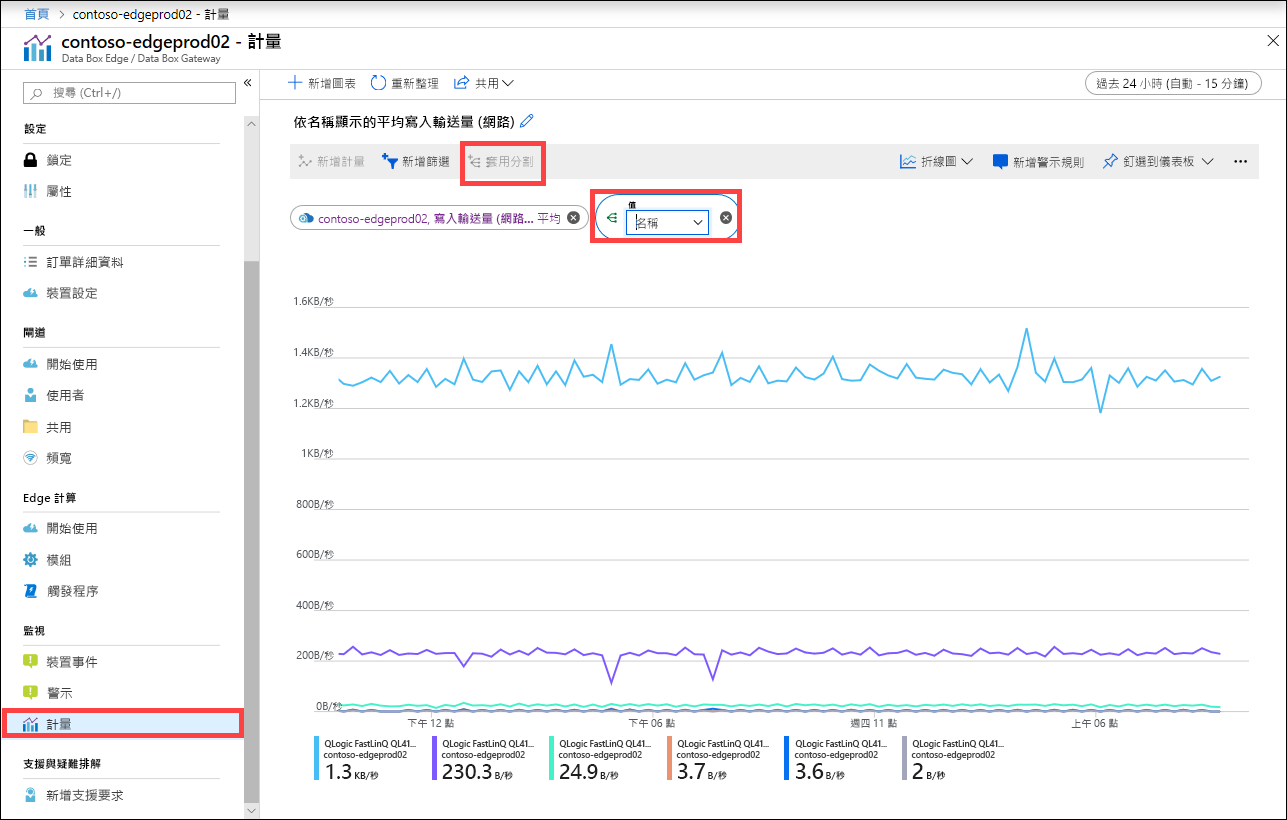 首頁 > contoso-edgeprod02 - 計量
contoso-edgeprod02 - 計量
Data Box Edge / Data Box Gateway
搜尋 (Ctrl+/)
設定
鎖定
屬性
一般
訂單詳細資料
裝置設定
閘道
開始使用
使用者
共用
頻寬
Edge 計算
開始使用
模組
觸發程序
監視
裝置事件
警示
計量
支援與疑難排解
新增支援要求
新增圖表 重新整理 共用
過去 24 小時 (自動 - 15 分鐘)
依名稱顯示的平均寫入輸送量 (網路)
新增計量 新增篩選 套用分割
折線圖 新增警示規則 釘選到儀表板
contoso-edgeprod02, 寫入輸送量 (網路... 平均
值
名稱
1.6KB/秒
1.4KB/秒
1.2KB/秒
1KB/秒
800B/秒
600B/秒
400B/秒
200B/秒
0B/秒
下午 12 點 下午 06 點 週四 11 點 上午 06 點
QLogic FastLinQ QL41...
contoso-edgeprod02
1.3 KB/秒
QLogic FastLinQ QL41...
contoso-edgeprod02
230.3 B/秒
QLogic FastLinQ QL41...
contoso-edgeprod02
24.9 B/秒
QLogic FastLinQ QL41...
contoso-edgeprod02
3.7 B/秒
QLogic FastLinQ QL41...
contoso-edgeprod02
3.6 B/秒
QLogic FastLinQ QL41...
contoso-edgeprod02
2 B/秒